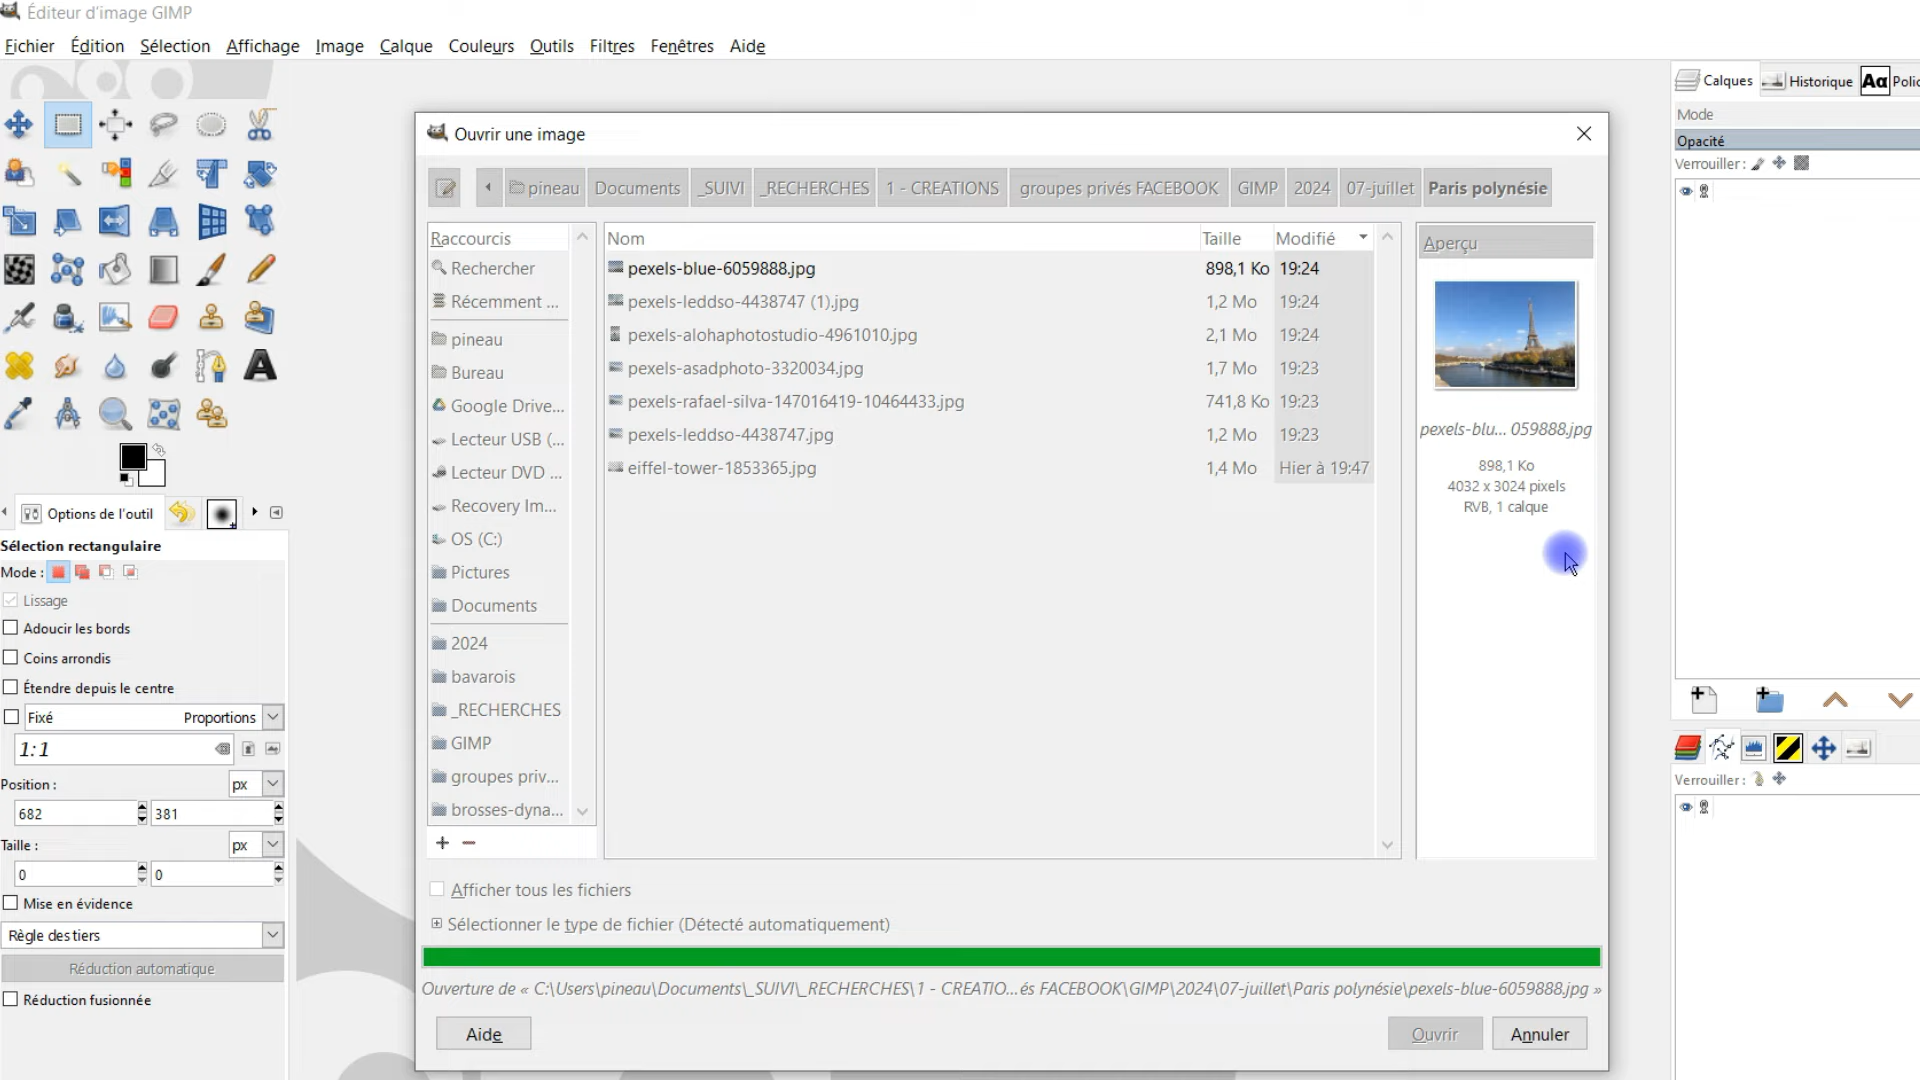 Éditeur d'image GIMP
Fichier Édition Sélection Affichage Image Calque Couleurs Outils Filtres Fenêtres Aide
Options de l'outil
Sélection rectangulaire
Mode :
Lissage
Adoucir les bords
Coins arrondis
Étendre depuis le centre
Fixé Proportions
1:1
Position : px
682 381
Taille : px
0 0
Mise en évidence
Règle des tiers
Réduction automatique
Réduction fusionnée
Ouvrir une image
pineau Documents _SUIVI _RECHERCHES 1 - CREATIONS groupes privés FACEBOOK GIMP 2024 07-juillet Paris polynésie
Raccourcis
Rechercher
Récemment ...
pineau
Bureau
Google Drive...
Lecteur USB (...
Lecteur DVD ...
Recovery Im...
OS (C:)
Pictures
Documents
2024
bavarois
_RECHERCHES
GIMP
groupes priv...
brosses-dyna...
Nom Taille Modifié
pexels-blue-6059888.jpg 898,1 Ko 19:24
pexels-leddso-4438747 (1).jpg 1,2 Mo 19:24
pexels-alohaphotostudio-4961010.jpg 2,1 Mo 19:24
pexels-asadphoto-3320034.jpg 1,7 Mo 19:23
pexels-rafael-silva-147016419-10464433.jpg 741,8 Ko 19:23
pexels-leddso-4438747.jpg 1,2 Mo 19:23
eiffel-tower-1853365.jpg 1,4 Mo Hier à 19:47
Aperçu
pexels-blu... 059888.jpg
898,1 Ko
4032 x 3024 pixels
RVB, 1 calque
Afficher tous les fichiers
Sélectionner le type de fichier (Détecté automatiquement)
Ouverture de « C:\Users\pineau\Documents\_SUIVI\_RECHERCHES\1 - CREATIO...és FACEBOOK\GIMP\2024\07-juillet\Paris polynésie\pexels-blue-6059888.jpg »
Aide Ouvrir Annuler
Calques Historique Aa
Mode
Opacité
Verrouiller :
Verrouiller :